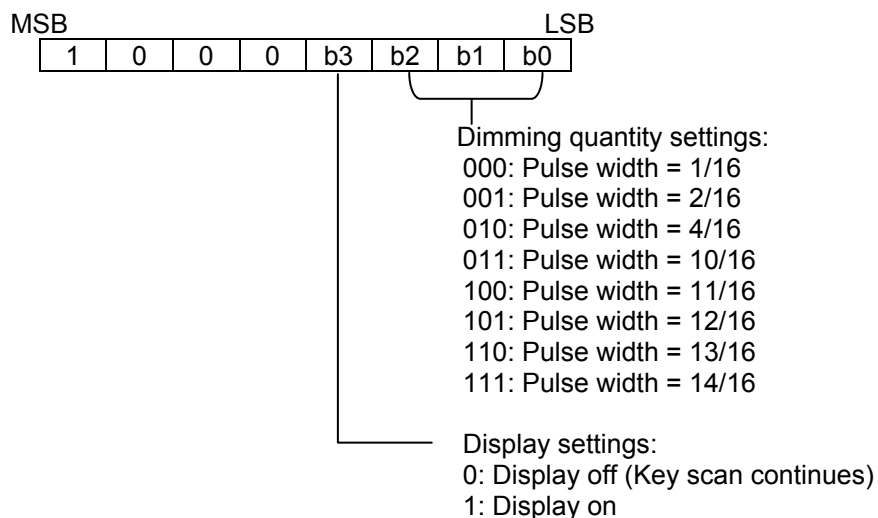 MSB LSB
1 0 0 0 b3 b2 b1 b0
Dimming quantity settings:
000: Pulse width = 1/16
001: Pulse width = 2/16
010: Pulse width = 4/16
011: Pulse width = 10/16
100: Pulse width = 11/16
101: Pulse width = 12/16
110: Pulse width = 13/16
111: Pulse width = 14/16
Display settings:
0: Display off (Key scan continues)
1: Display on